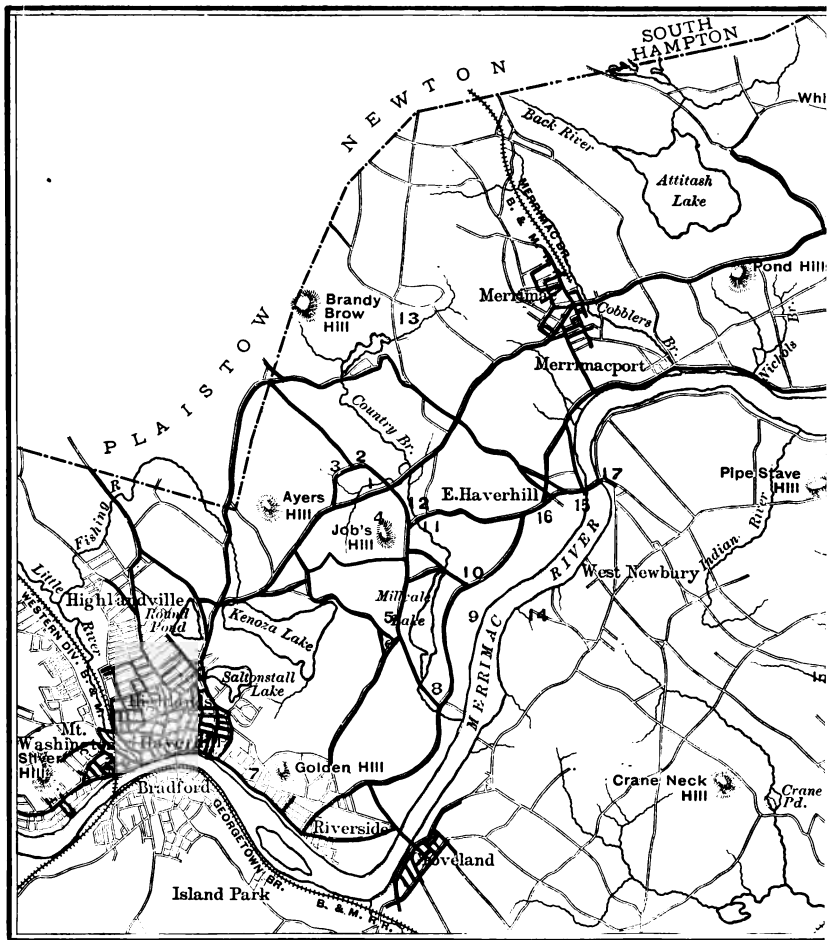 SOUTH
HAMPTON
NEWTON
Back River
Attitash
Lake
MERRIMAC BR.
B. & M.
Pond Hills
Brandy
Brow
Hill
13
Merrimac
Cobblers Br.
Nichols
Br.
Merrimacport
PLAISTOW
Country Br.
2
3
1
17
Fishing R.
Ayers
Hill
12
E. Haverhill
Pipe Stave
Hill
4
Job's
Hill
11
16
15
Indian River
10
RIVER
West Newbury
Little
River
Highlandville
Round
Pond
Kenoza Lake
Millvale
Lake
5
9
14
6
WESTERN DIV. B. & M.
Saltonstall
Lake
8
MERRIMAC
Highlands
Mt.
Washington
Haverhill
Silver
Hill
7
Golden Hill
Crane Neck
Hill
Crane
Pd.
Bradford
Riverside
GEORGETOWN BR.
Groveland
Island Park
B. & M. R.R.